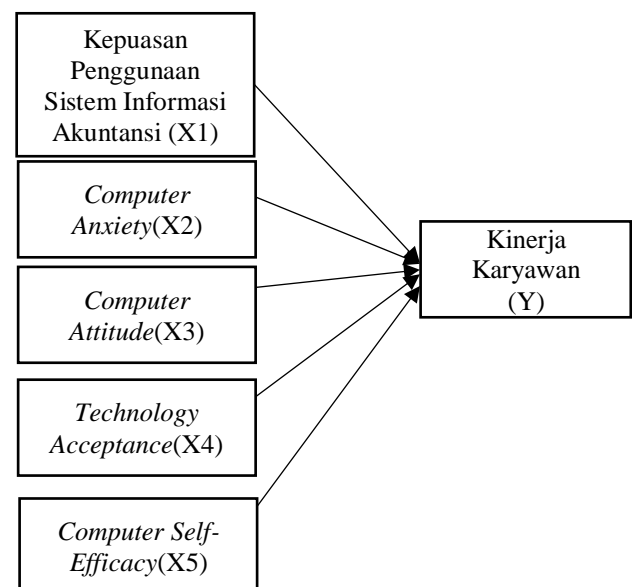 Kepuasan
Penggunaan
Sistem Informasi
Akuntansi (X1)
Computer
Anxiety(X2)
Computer
Attitude(X3)
Technology
Acceptance(X4)
Computer Self-
Efficacy(X5)
Kinerja
Karyawan
(Y)